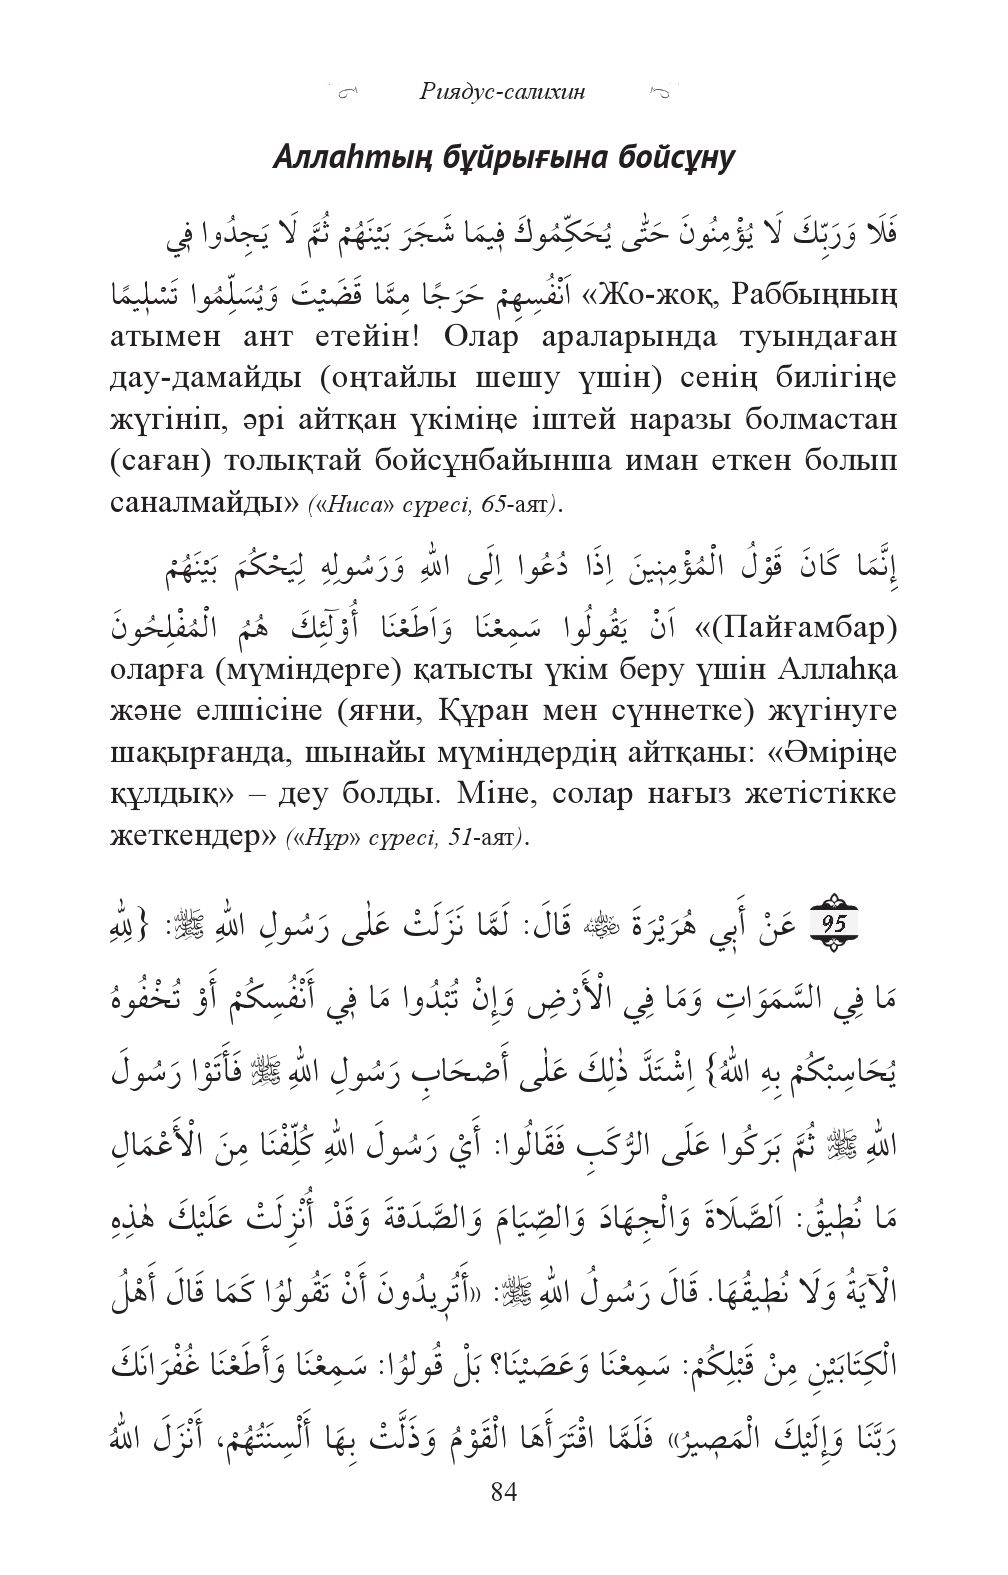 Риядус-салихин
Аллаһтың бұйрығына бойсұну
فَلَا وَرَبِّكَ لَا يُؤْمِنُونَ حَتّٰى يُحَكِّمُوكَ ف۪يمَا شَجَرَ بَيْنَهُمْ ثُمَّ لَا يَجِدُوا ف۪ي
اَنْفُسِهِمْ حَرَجًا مِمَّا قَضَيْتَ وَيُسَلِّمُوا تَسْل۪يمًا «Жо-жоқ, Раббыңның
атымен ант етейін! Олар араларында туындаған
дау-дамайды (оңтайлы шешу үшін) сенің билігіңе
жүгініп, әрі айтқан үкіміңе іштей наразы болмастан
(саған) толықтай бойсұнбайынша иман еткен болып
саналмайды» («Ниса» сүресі, 65-аят).
إِنَّمَا كَانَ قَوْلُ الْمُؤْمِن۪ينَ اِذَا دُعُوا اِلَى اللهِ وَرَسُولِهِ لِيَحْكُمَ بَيْنَهُمْ
اَنْ يَقُولُوا سَمِعْنَا وَاَطَعْنَا أُوْلٰٓئِكَ هُمُ الْمُفْلِحُونَ «(Пайғамбар)
оларға (мүміндерге) қатысты үкім беру үшін Аллаһқа
және елшісіне (яғни, Құран мен сүннетке) жүгінуге
шақырғанда, шынайы мүміндердің айтқаны: «Әміріңе
құлдық» – деу болды. Міне, солар нағыз жетістікке
жеткендер» («Нұр» сүресі, 51-аят).
95 عَنْ أَب۪ي هُرَيْرَةَ ﷛ قَالَ: لَمَّا نَزَلَتْ عَلٰى رَسُولِ اللهِ ﷺ: {لِلهِ
مَا فِي السَّمَوَاتِ وَمَا فِي الْأَرْضِ وَإِنْ تُبْدُوا مَا ف۪ي أَنْفُسِكُمْ أَوْ تُخْفُوهُ
يُحَاسِبْكُمْ بِهِ اللهُ} اِشْتَدَّ ذٰلِكَ عَلٰى أَصْحَابِ رَسُولِ اللهِ ﷺ فَأَتَوْا رَسُولَ
اللهِ ﷺ ثُمَّ بَرَكُوا عَلَى الرُّكَبِ فَقَالُوا: أَيْ رَسُولَ اللهِ كُلِّفْنَا مِنَ الْأَعْمَالِ
مَا نُط۪يقُ: اَلصَّلَاةَ وَالْجِهَادَ وَالصِّيَامَ وَالصَّدَقةَ وَقَدْ أُنْزِلَتْ عَلَيْكَ هٰذِهِ
الْآيَةُ وَلَا نُط۪يقُهَا. قَالَ رَسُولُ اللهِ ﷺ: «أَتُر۪يدُونَ أَنْ تَقُولُوْا كَمَا قَالَ أَهْلُ
الْكِتَابَيْنِ مِنْ قَبْلِكُمْ: سَمِعْنَا وَعَصَيْنَا؟ بَلْ قُولُوْا: سَمِعْنَا وَأَطَعْنَا غُفْرَانَكَ
رَبَّنَا وَإِلَيْكَ الْمَص۪يرُ» فَلَمَّا اقْتَرَأَهَا الْقَوْمُ وَذَلَّتْ بِهَا أَلْسِنَتُهُمْ، أَنْزَلَ اللهُ
84